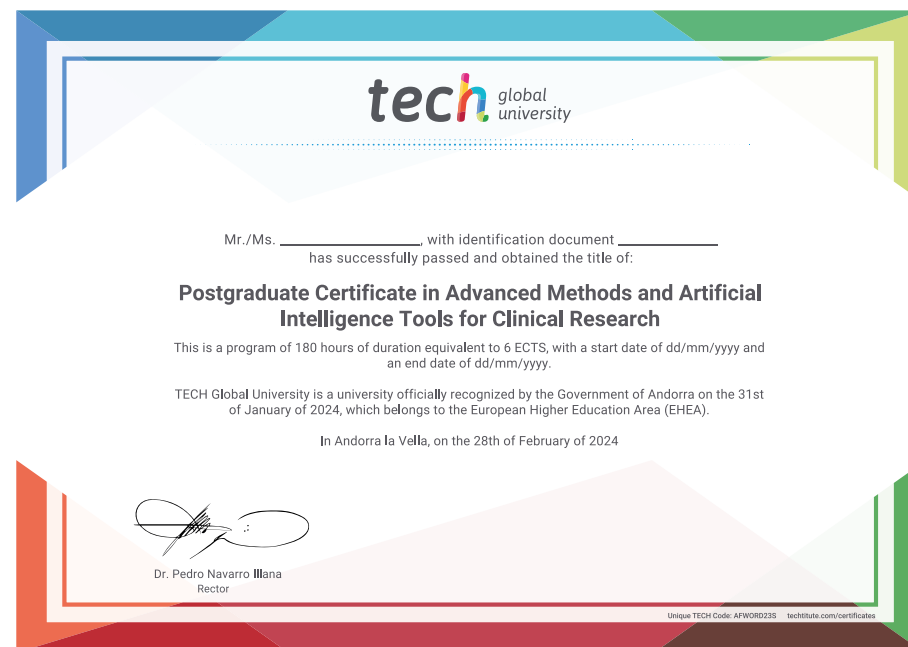 tech global
university
Mr./Ms. ____________, with identification document ____________
has successfully passed and obtained the title of:
Postgraduate Certificate in Advanced Methods and Artificial
Intelligence Tools for Clinical Research
This is a program of 180 hours of duration equivalent to 6 ECTS, with a start date of dd/mm/yyyy and
an end date of dd/mm/yyyy.
TECH Global University is a university officially recognized by the Government of Andorra on the 31st
of January of 2024, which belongs to the European Higher Education Area (EHEA).
In Andorra la Vella, on the 28th of February of 2024
Dr. Pedro Navarro Illana
Rector
Unique TECH Code: AFWORD23S techtitute.com/certificates